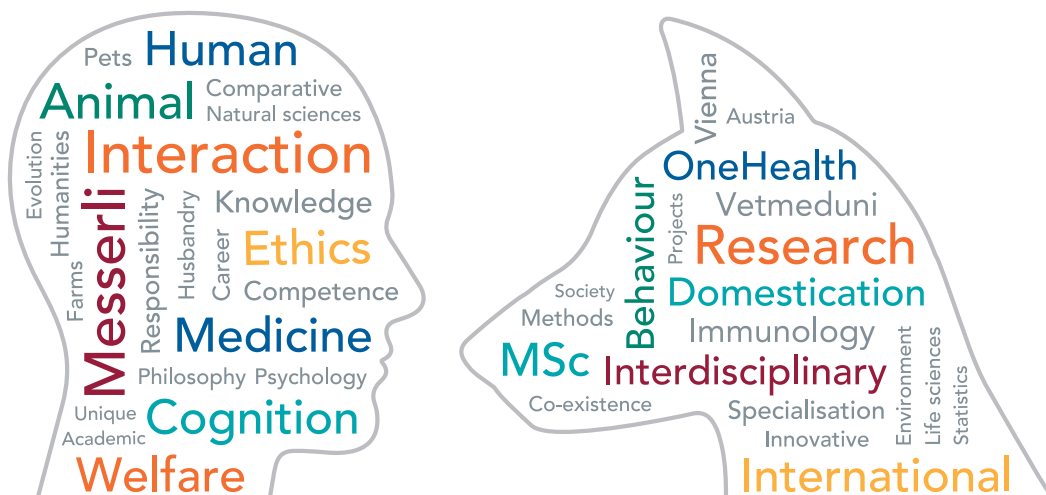 Pets Human
Animal
Comparative
Natural sciences
Interaction
Evolution
Humanities
Farms
Messerli
Responsibility
Husbandry
Career
Knowledge
Ethics
Competence
Medicine
Philosophy Psychology
Unique
Academic
Cognition
Welfare
Vienna
Austria
OneHealth
Behaviour
Projects
Vetmeduni
Research
Society
Methods
Domestication
Immunology
MSc
Interdisciplinary
Co-existence
Specialisation
Innovative
Environment
Life sciences
Statistics
International